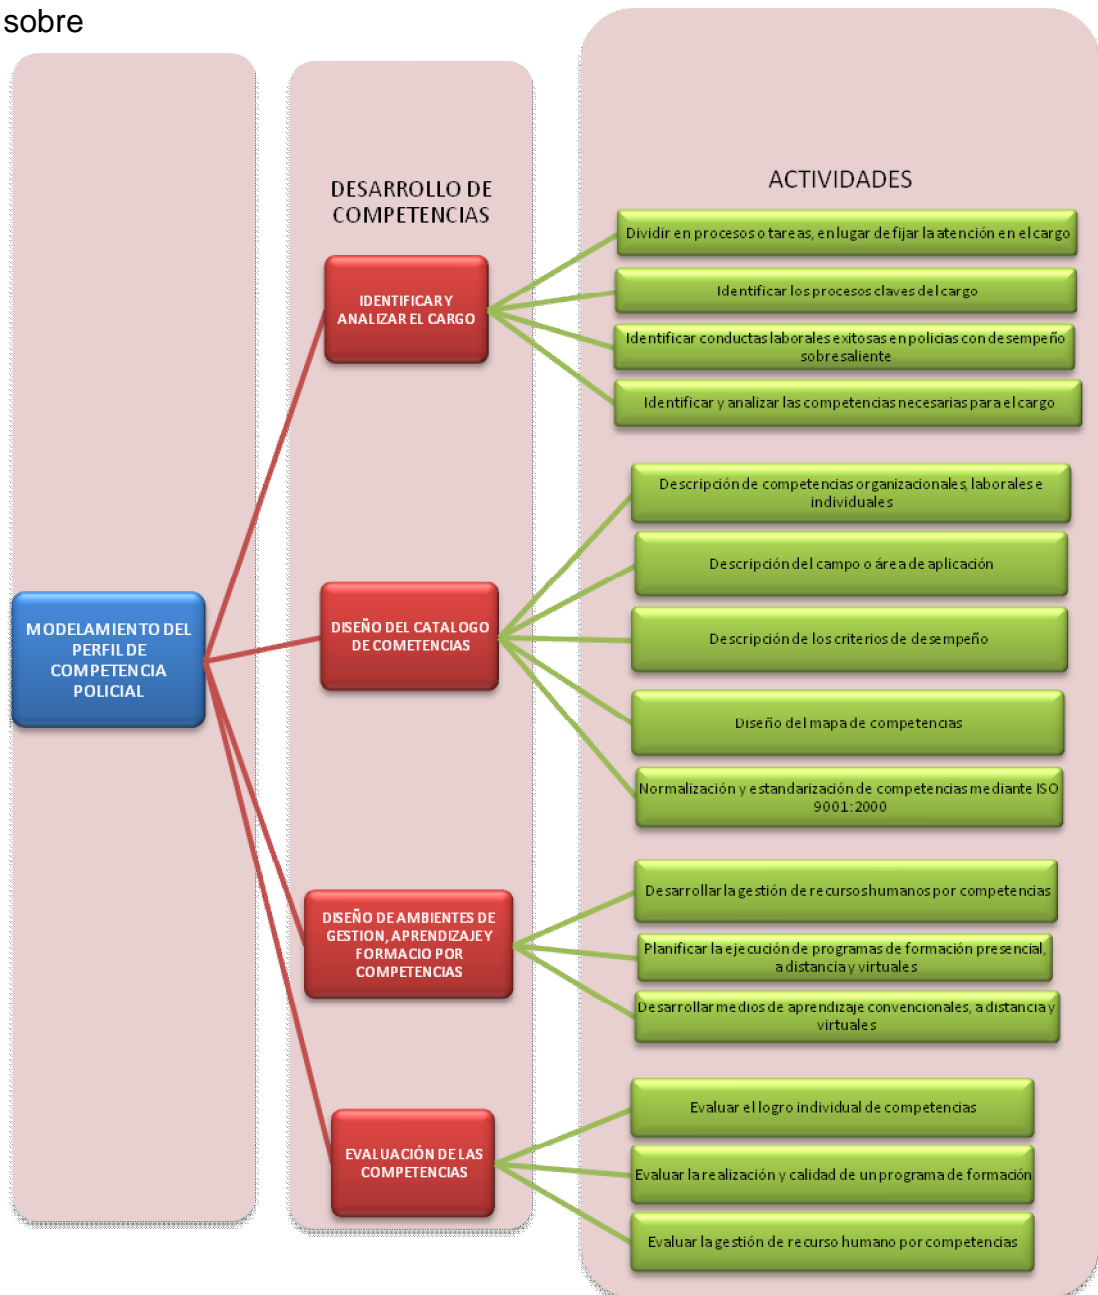 sobre
DESARROLLO DE
COMPETENCIAS
ACTIVIDADES
MODELAMIENTO DEL
PERFIL DE
COMPETENCIA
POLICIAL
IDENTIFICAR Y
ANALIZAR EL CARGO
Dividir en procesos o tareas, en lugar de fijar la atención en el cargo
Identificar los procesos claves del cargo
Identificar conductas laborales exitosas en policias con desempeño
sobresaliente
Identificar y analizar las competencias necesarias para el cargo
DISEÑO DEL CATALOGO
DE COMETENCIAS
Descripción de competencias organizacionales, laborales e
individuales
Descripción del campo o área de aplicación
Descripción de los criterios de desempeño
Diseño del mapa de competencias
Normalización y estandarización de competencias mediante ISO
9001:2000
DISEÑO DE AMBIENTES DE
GESTION, APRENDIZAJE Y
FORMACIO POR
COMPETENCIAS
Desarrollar la gestión de recursos humanos por competencias
Planificar la ejecución de programas de formación presencial,
a distancia y virtuales
Desarrollar medios de aprendizaje convencionales, a distancia y
virtuales
EVALUACIÓN DE LAS
COMPETENCIAS
Evaluar el logro individual de competencias
Evaluar la realización y calidad de un programa de formación
Evaluar la gestión de recurso humano por competencias